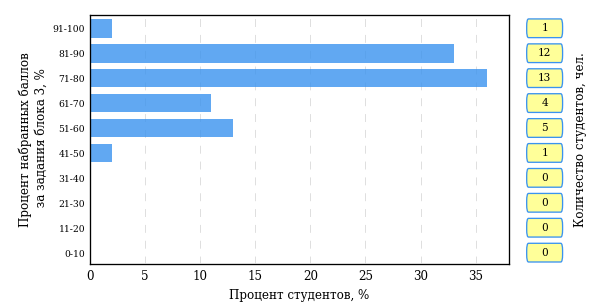 Процент набранных баллов
за задания блока 3, %
91-100 1
81-90 12
71-80 13
61-70 4
51-60 5
41-50 1
31-40 0
21-30 0
11-20 0
0-10 0
0 5 10 15 20 25 30 35
Процент студентов, %
Количество студентов, чел.